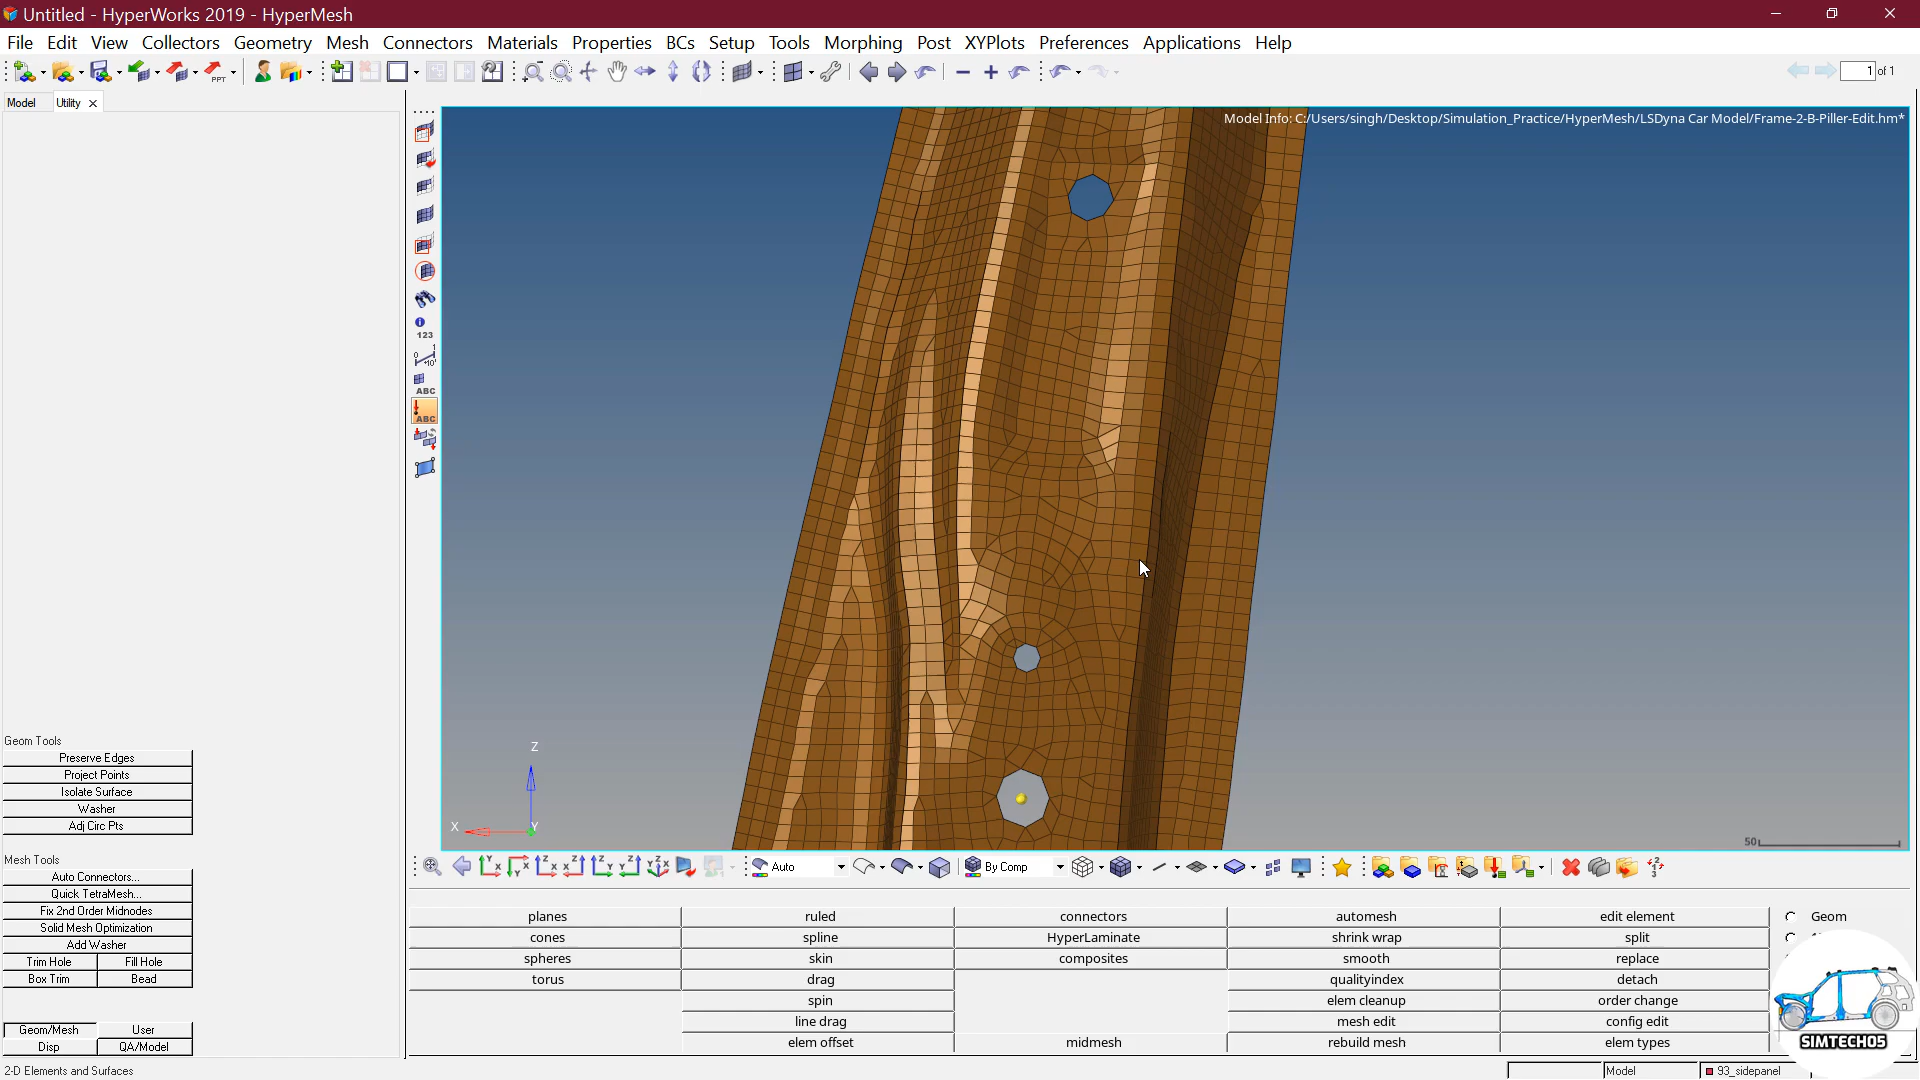 Untitled - HyperWorks 2019 - HyperMesh
File Edit View Collectors Geometry Mesh Connectors Materials Properties BCs Setup Tools Morphing Post XYPlots Preferences Applications Help
PPT
1 of 1
Model Utility
Model Info: C:/Users/singh/Desktop/Simulation_Practice/HyperMesh/LSDyna Car Model/Frame-2-B-Piller-Edit.hm*
123
ABC
ABC
Z
X Y
50
Geom Tools
Preserve Edges
Project Points
Isolate Surface
Washer
Adj Circ Pts
Mesh Tools
Auto Connectors...
Quick TetraMesh...
Fix 2nd Order Midnodes
Solid Mesh Optimization
Add Washer
Trim Hole Fill Hole
Box Trim Bead
Geom/Mesh User
Disp QA/Model
Auto By Comp
planes ruled connectors automesh edit element Geom
cones spline HyperLaminate shrink wrap split
spheres skin composites smooth replace
torus drag qualityindex detach
spin elem cleanup order change
line drag mesh edit config edit
elem offset midmesh rebuild mesh elem types
SIMTECH05
2-D Elements and Surfaces Model 93_sidepanel